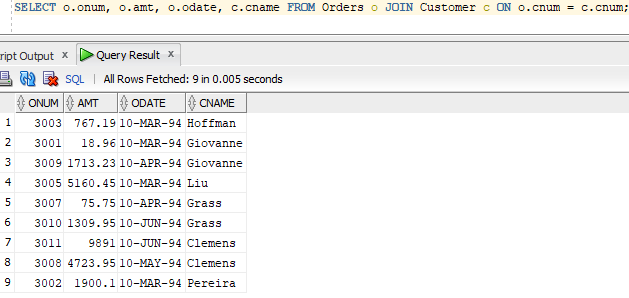 SELECT o.onum, o.amt, o.odate, c.cname FROM Orders o JOIN Customer c ON o.cnum = c.cnum;
ript Output × Query Result ×
SQL | All Rows Fetched: 9 in 0.005 seconds
ONUM AMT ODATE CNAME
1 3003 767.19 10-MAR-94 Hoffman
2 3001 18.96 10-MAR-94 Giovanne
3 3009 1713.23 10-APR-94 Giovanne
4 3005 5160.45 10-MAR-94 Liu
5 3007 75.75 10-APR-94 Grass
6 3010 1309.95 10-JUN-94 Grass
7 3011 9891 10-JUN-94 Clemens
8 3008 4723.95 10-MAY-94 Clemens
9 3002 1900.1 10-MAR-94 Pereira